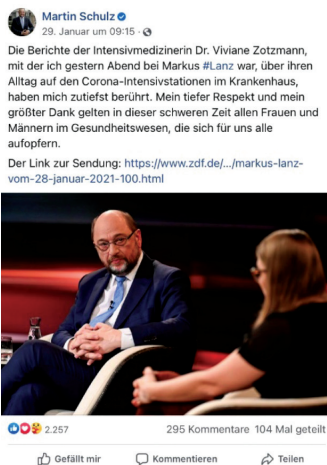 Martin Schulz
29. Januar um 09:15 ·
Die Berichte der Intensivmedizinerin Dr. Viviane Zotzmann,
mit der ich gestern Abend bei Markus #Lanz war, über ihren
Alltag auf den Corona-Intensivstationen im Krankenhaus,
haben mich zutiefst berührt. Mein tiefer Respekt und mein
größter Dank gelten in dieser schweren Zeit allen Frauen und
Männern im Gesundheitswesen, die sich für uns alle
aufopfern.
Der Link zur Sendung: https://www.zdf.de/.../markus-lanz-
vom-28-januar-2021-100.html
2.257 295 Kommentare 104 Mal geteilt
Gefällt mir Kommentieren Teilen